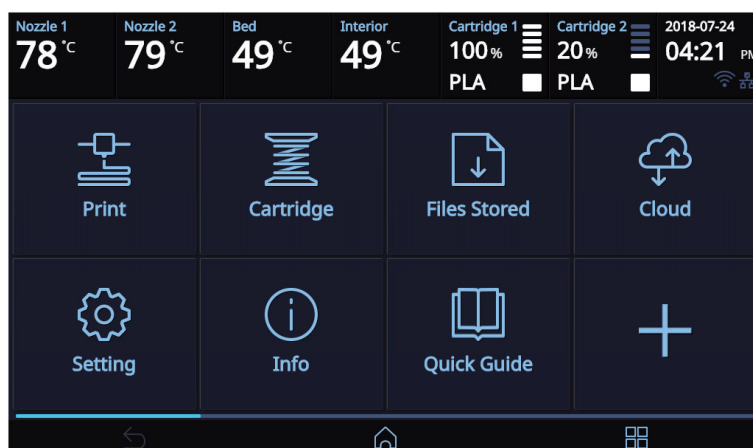 Nozzle 1 Nozzle 2 Bed Interior Cartridge 1 Cartridge 2 2018-07-24
78 °C 79 °C 49 °C 49 °C 100 % 20 % 04:21 PM
PLA PLA
Print Cartridge Files Stored Cloud
Setting Info Quick Guide